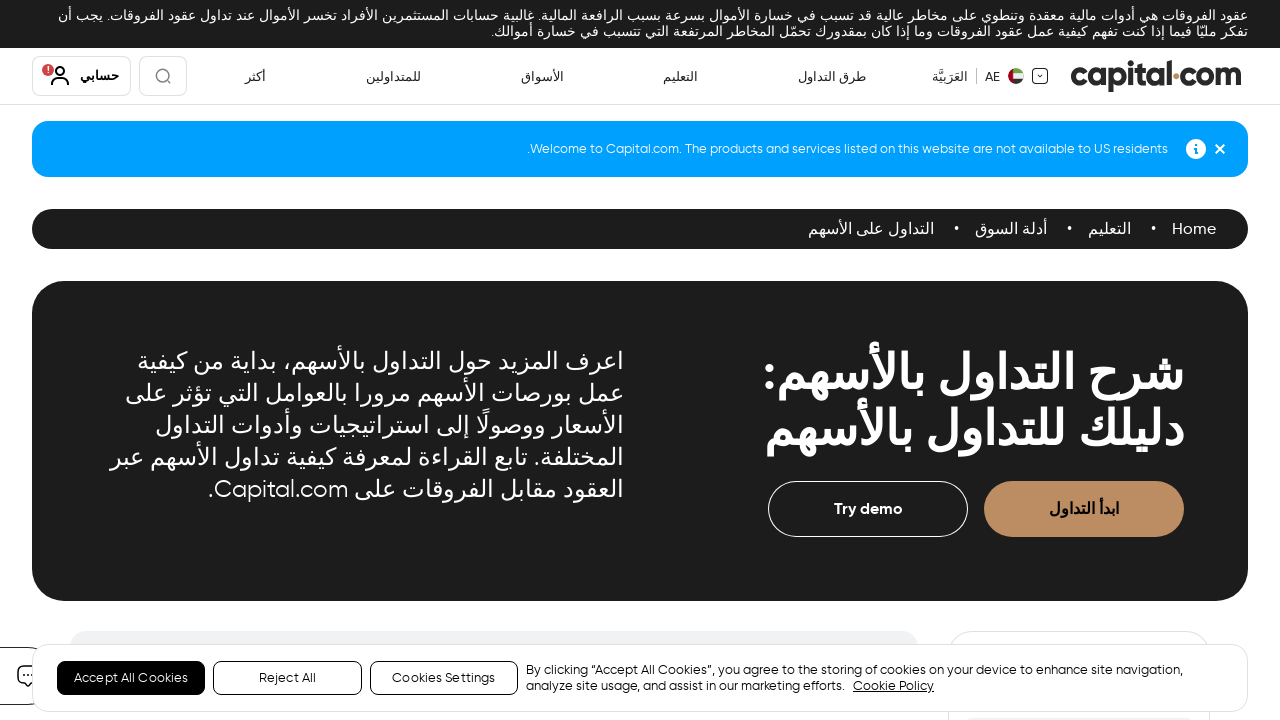 عقود الفروقات هي أدوات مالية معقدة وتنطوي على مخاطر عالية قد تسبب في خسارة الأموال بسرعة بسبب الرافعة المالية. غالبية حسابات المستثمرين الأفراد تخسر الأموال عند تداول عقود الفروقات. يجب أن
تفكر مليًّا فيما إذا كنت تفهم كيفية عمل عقود الفروقات وما إذا كان بمقدورك تحمّل المخاطر المرتفعة التي تتسبب في خسارة أموالك.
capital.com
AE
العَرَبيَّة
طرق التداول
التعليم
الأسواق
للمتداولين
أكثر
حسابي
Welcome to Capital.com. The products and services listed on this website are not available to US residents.
Home • التعليم • أدلة السوق • التداول على الأسهم
شرح التداول بالأسهم:
دليلك للتداول بالأسهم
ابدأ التداول
Try demo
اعرف المزيد حول التداول بالأسهم، بداية من كيفية
عمل بورصات الأسهم مرورا بالعوامل التي تؤثر على
الأسعار ووصولًا إلى استراتيجيات وأدوات التداول
المختلفة. تابع القراءة لمعرفة كيفية تداول الأسهم عبر
العقود مقابل الفروقات على Capital.com.
By clicking “Accept All Cookies”, you agree to the storing of cookies on your device to enhance site navigation,
analyze site usage, and assist in our marketing efforts. Cookie Policy
Cookies Settings
Reject All
Accept All Cookies